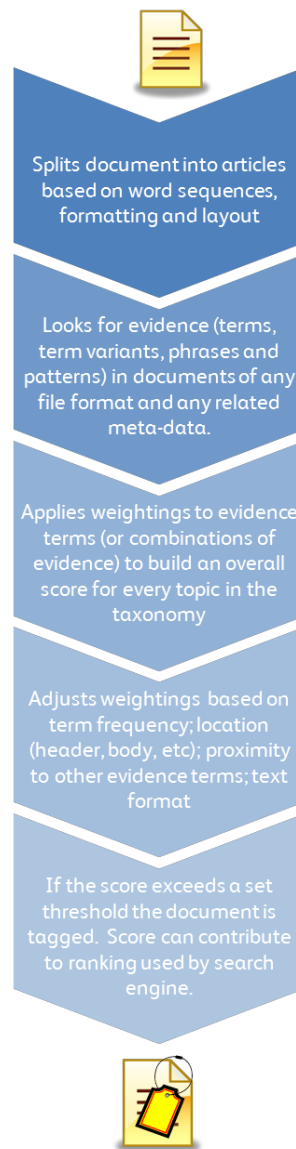 Splits document into articles
based on word sequences,
formatting and layout
Looks for evidence (terms,
term variants, phrases and
patterns) in documents of any
file format and any related
meta-data.
Applies weightings to evidence
terms (or combinations of
evidence) to build an overall
score for every topic in the
taxonomy
Adjusts weightings based on
term frequency; location
(header, body, etc); proximity
to other evidence terms; text
format
If the score exceeds a set
threshold the document is
tagged. Score can contribute
to ranking used by search
engine.